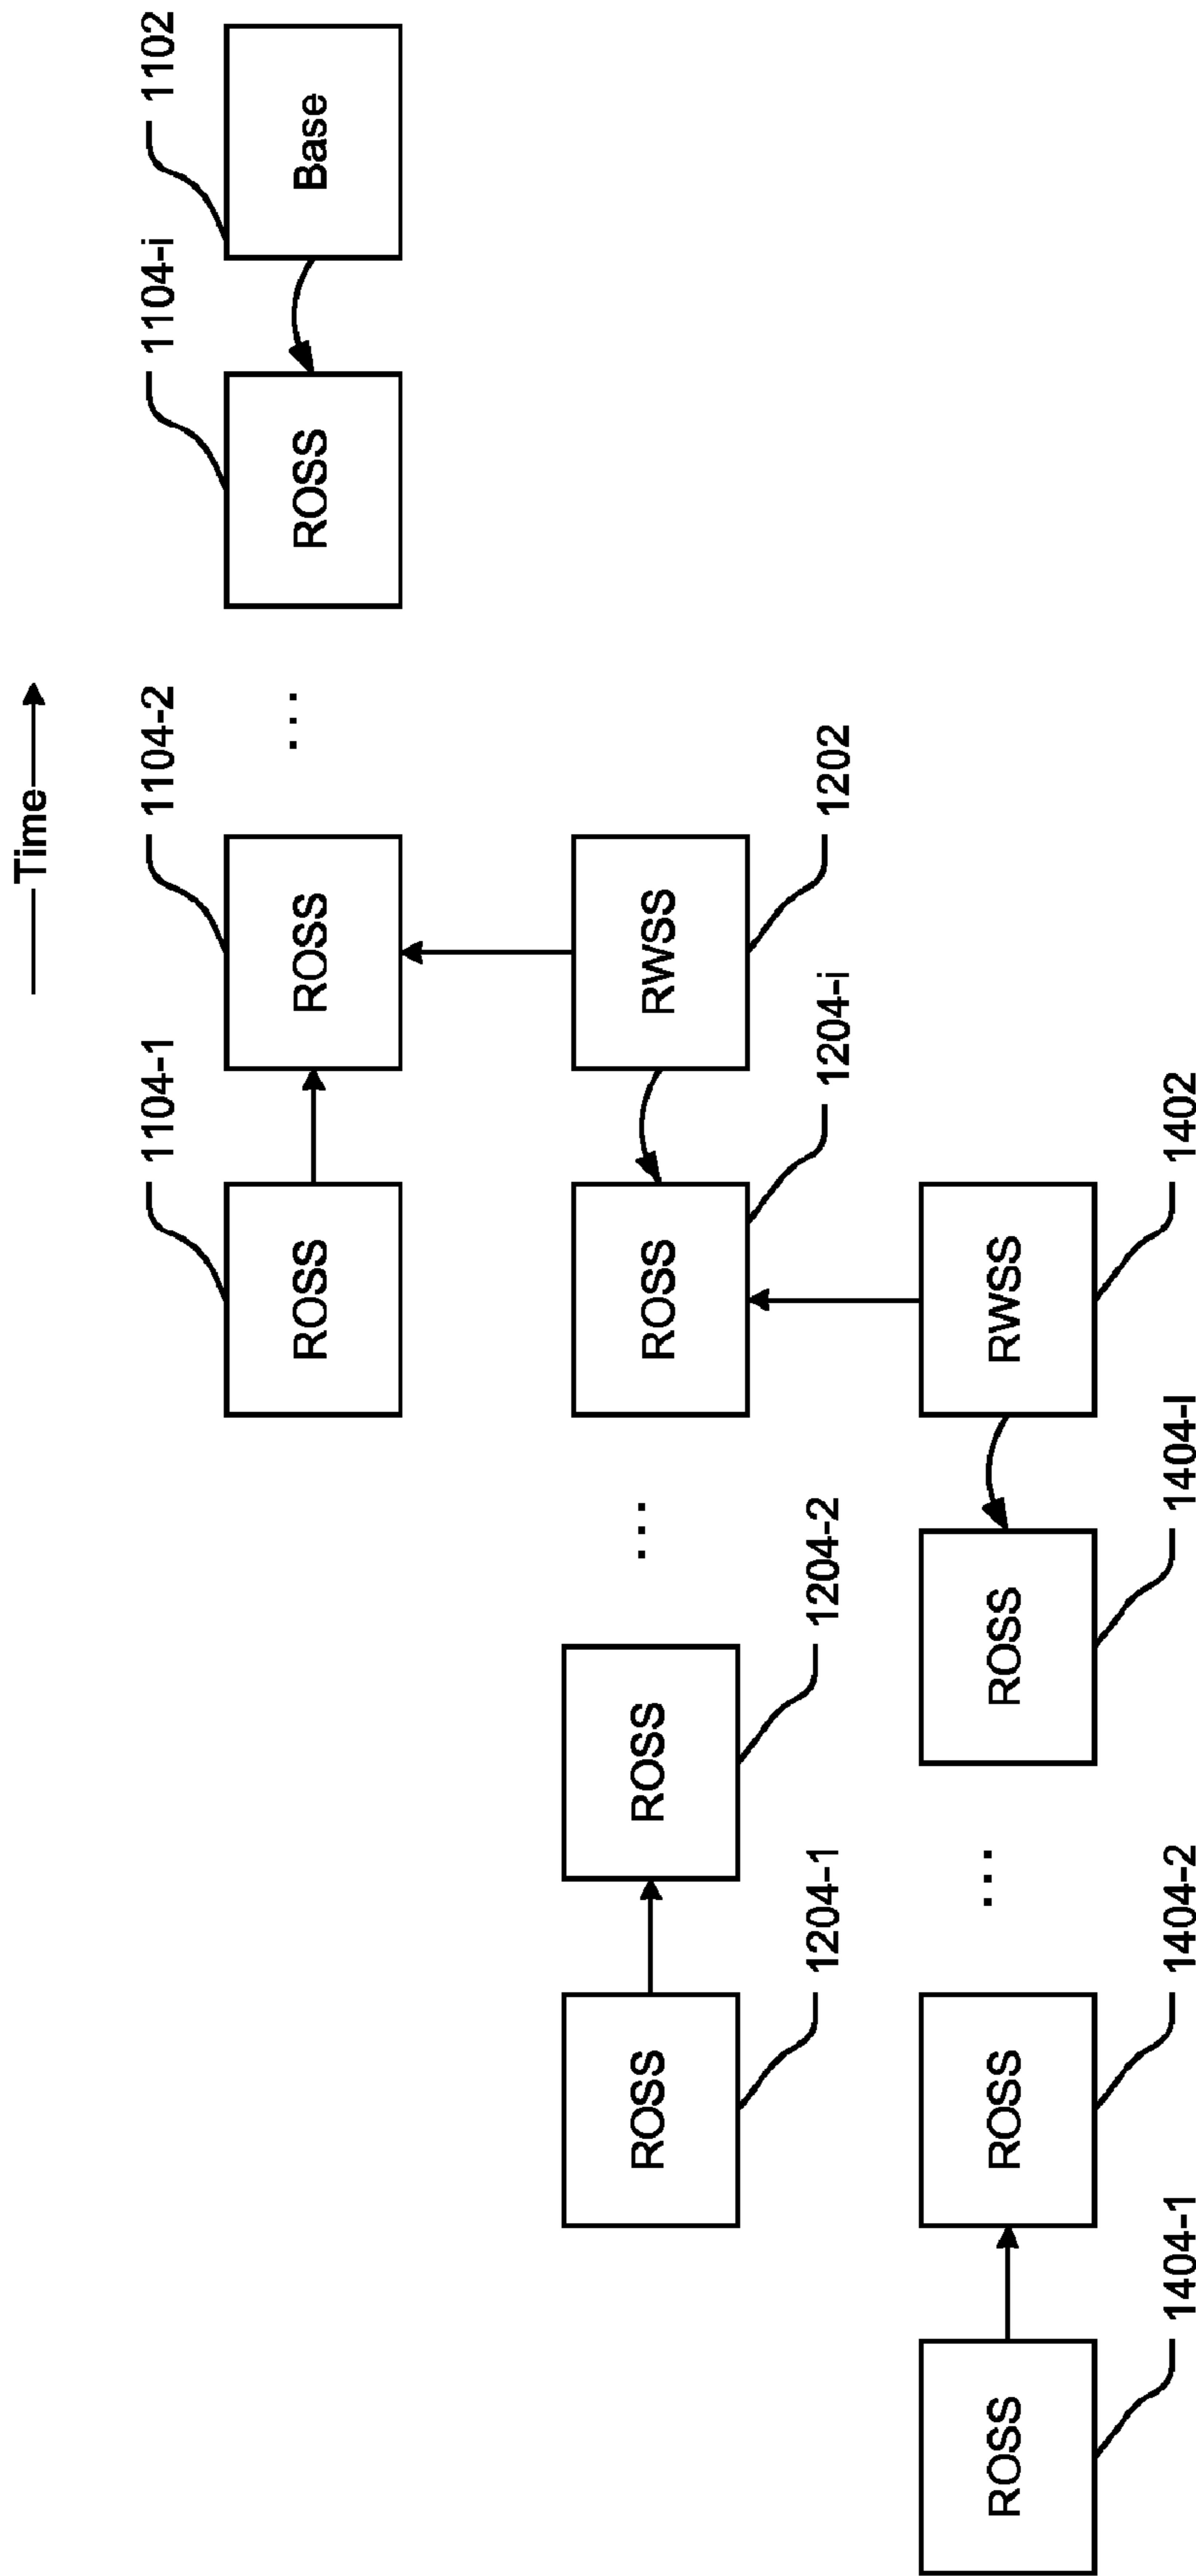 Time
1104-1
1104-2
1104-i
1102
ROSS
ROSS
...
ROSS
Base
ROSS
ROSS
...
ROSS
RWSS
1204-1
1204-2
1204-i
1202
ROSS
ROSS
...
ROSS
RWSS
1404-1
1404-2
1404-I
1402